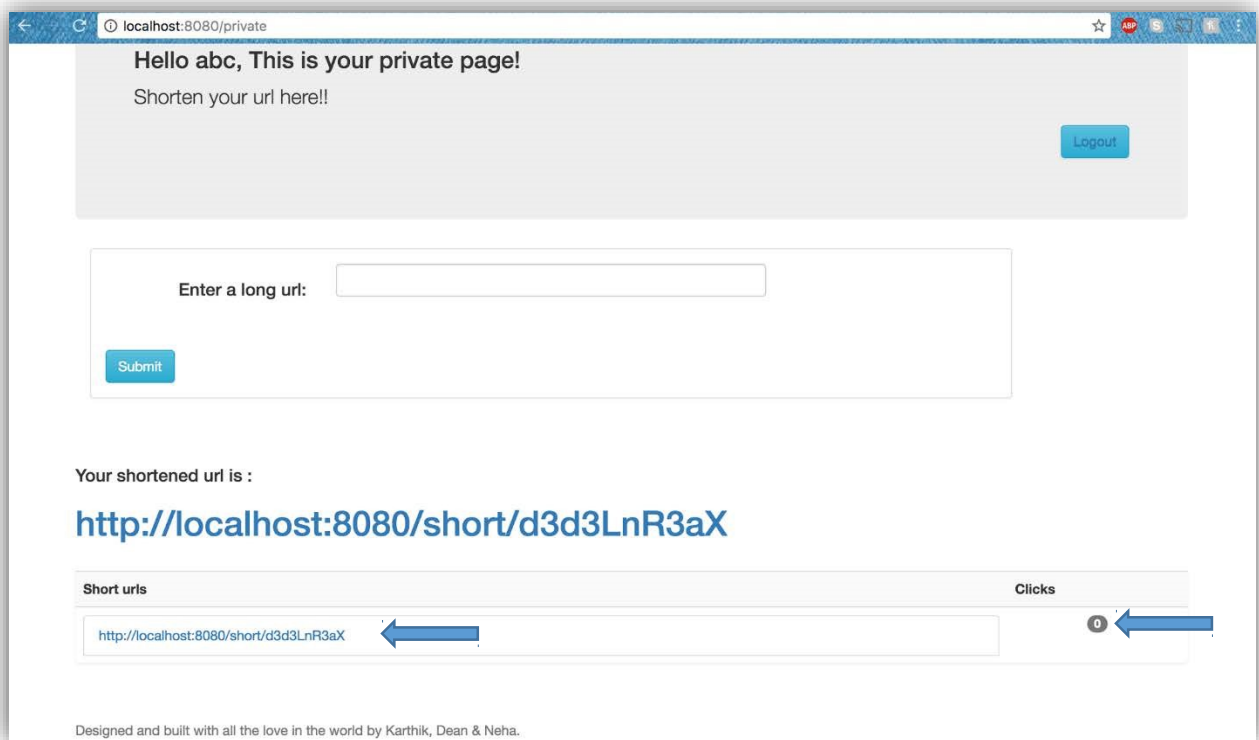 localhost:8080/private
ABP
S
Hello abc, This is your private page!
Shorten your url here!!
Logout
Enter a long url:
Submit
Your shortened url is :
http://localhost:8080/short/d3d3LnR3aX
Short urls
Clicks
http://localhost:8080/short/d3d3LnR3aX
0
Designed and built with all the love in the world by Karthik, Dean & Neha.